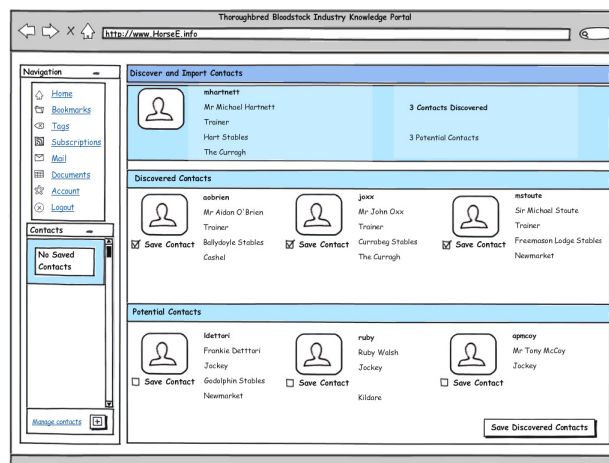 Thoroughbred Bloodstock Industry Knowledge Portal
http://www.HorseE.info
Navigation
Home
Bookmarks
Tags
Subscriptions
Mail
Documents
Account
Logout
Contacts
No Saved
Contacts
Manage contacts
Discover and Import Contacts
mhartnett
Mr Michael Hartnett
Trainer
Hart Stables
The Curragh
3 Contacts Discovered
3 Potential Contacts
Discovered Contacts
aobrien
Mr Aidan O'Brien
Trainer
Save Contact
Ballydoyle Stables
Cashel
joxx
Mr John Oxx
Trainer
Save Contact
Currabeg Stables
The Curragh
mstoute
Sir Michael Stoute
Trainer
Save Contact
Freemason Lodge Stables
Newmarket
Potential Contacts
ldettori
Frankie Detttori
Jockey
Save Contact
Godolphin Stables
Newmarket
ruby
Ruby Walsh
Jockey
Save Contact
Kildare
apmcoy
Mr Tony McCoy
Jockey
Save Contact
Save Discovered Contacts